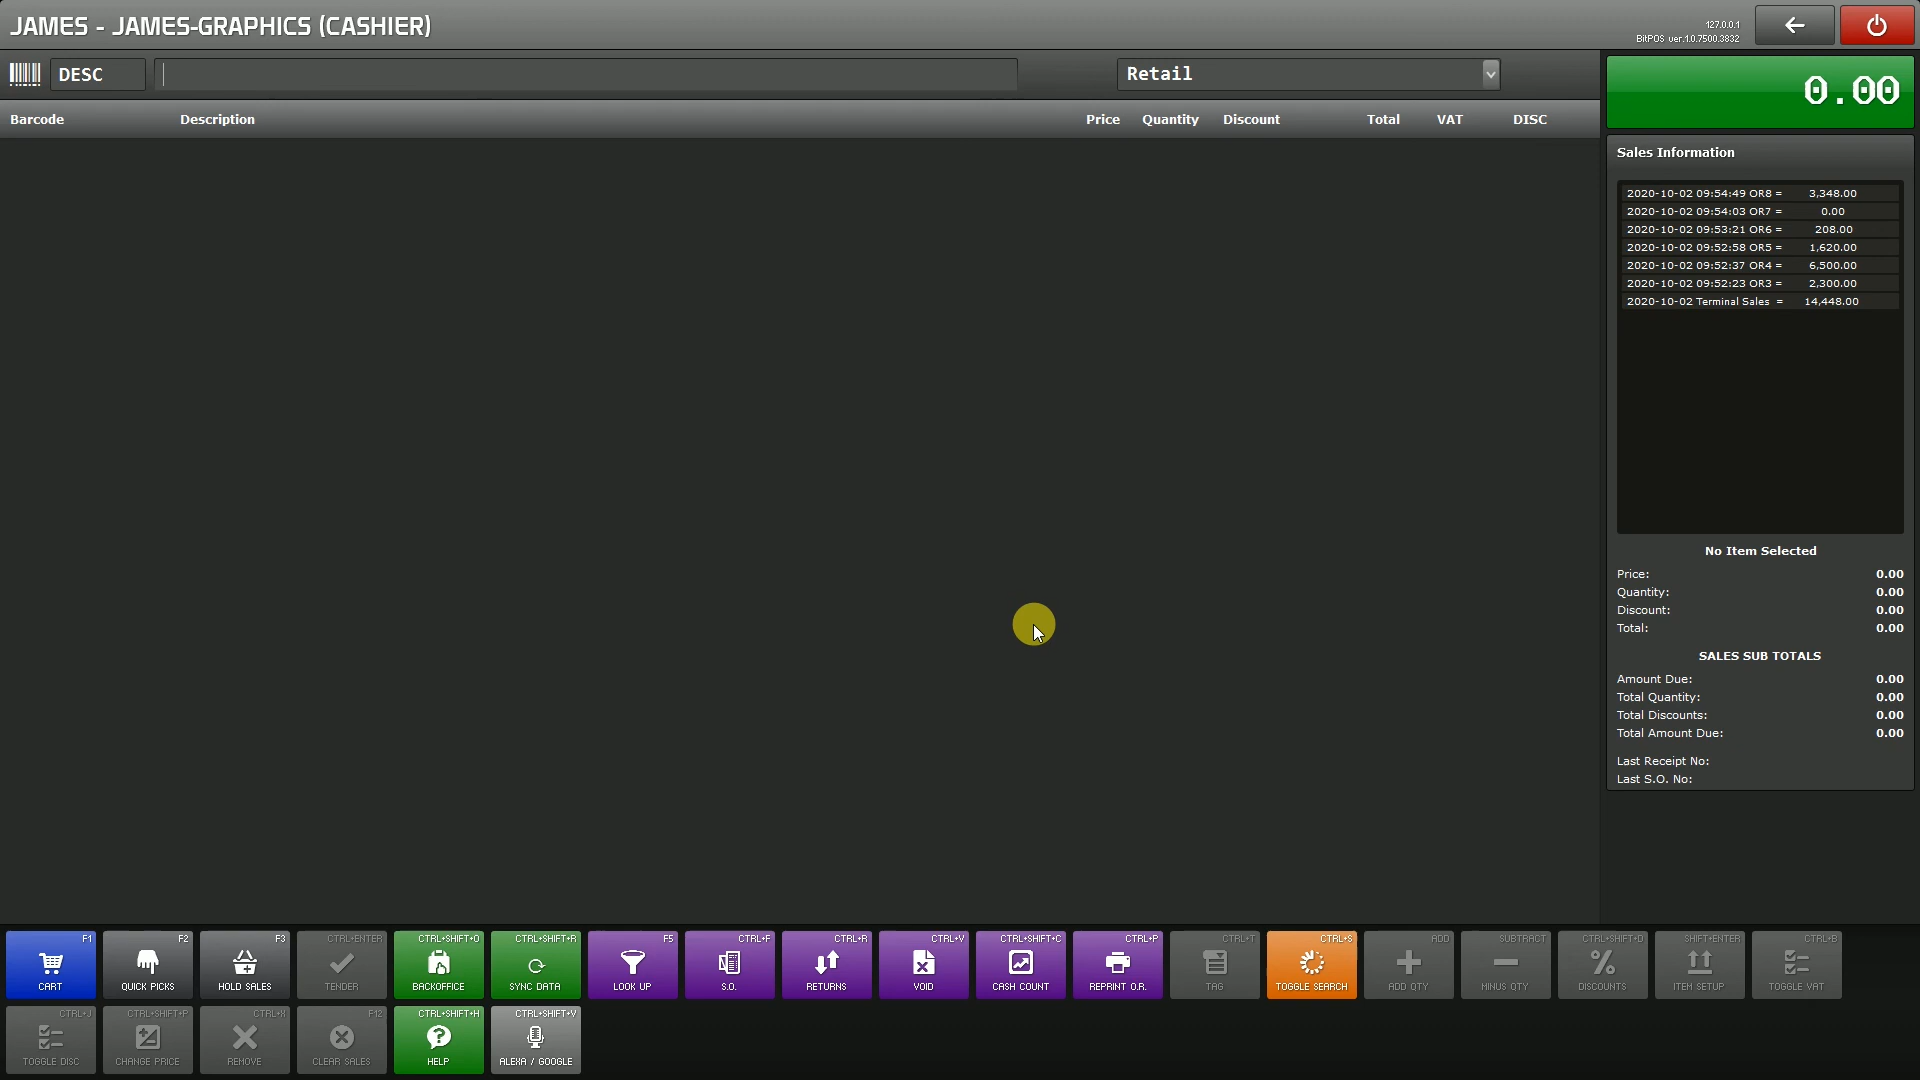 JAMES - JAMES-GRAPHICS (CASHIER)
127.0.0.1
BitPOS ver.1.0.7500.3832
DESC
Retail
0.00
Barcode Description Price Quantity Discount Total VAT DISC
Sales Information
2020-10-02 09:54:49 OR8 = 3,348.00
2020-10-02 09:54:03 OR7 = 0.00
2020-10-02 09:53:21 OR6 = 208.00
2020-10-02 09:52:58 OR5 = 1,620.00
2020-10-02 09:52:37 OR4 = 6,500.00
2020-10-02 09:52:23 OR3 = 2,300.00
2020-10-02 Terminal Sales = 14,448.00
No Item Selected
Price: 0.00
Quantity: 0.00
Discount: 0.00
Total: 0.00
SALES SUB TOTALS
Amount Due: 0.00
Total Quantity: 0.00
Total Discounts: 0.00
Total Amount Due: 0.00
Last Receipt No:
Last S.O. No:
F1 F2 F3 CTRL+ENTER CTRL+SHIFT+O CTRL+SHIFT+R F5 CTRL+F CTRL+R CTRL+V CTRL+SHIFT+C CTRL+P CTRL+T CTRL+S ADD SUBTRACT CTRL+SHIFT+D SHIFT+ENTER CTRL+B
CART QUICK PICKS HOLD SALES TENDER BACKOFFICE SYNC DATA LOOK UP S.O. RETURNS VOID CASH COUNT REPRINT O.R. TAG TOGGLE SEARCH ADD QTY MINUS QTY DISCOUNTS ITEM SETUP TOGGLE VAT
CTRL+J CTRL+SHIFT+P CTRL+X F12 CTRL+SHIFT+H CTRL+SHIFT+V
TOGGLE DISC CHANGE PRICE REMOVE CLEAR SALES HELP ALEXA / GOOGLE